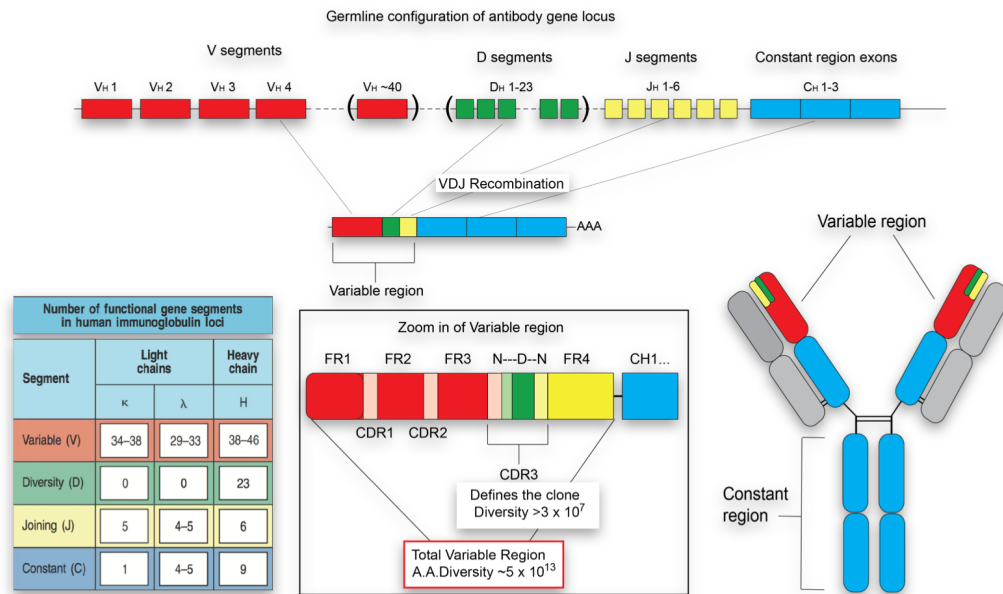 Germline configuration of antibody gene locus
V segments
D segments
J segments
Constant region exons
VH 1
VH 2
VH 3
VH 4
( VH ~40 )
( DH 1-23 )
JH 1-6
CH 1-3
VDJ Recombination
AAA
Variable region
Variable region
Constant
region
Number of functional gene segments
in human immunoglobulin loci
Segment
Light
chains
Heavy
chain
κ
λ
H
Variable (V)
34–38
29–33
38–46
Diversity (D)
0
0
23
Joining (J)
5
4–5
6
Constant (C)
1
4–5
9
Zoom in of Variable region
FR1
FR2
FR3
N---D--N
FR4
CH1...
CDR1
CDR2
CDR3
Defines the clone
Diversity >3 x 10⁷
Total Variable Region
A.A.Diversity ~5 x 10¹³